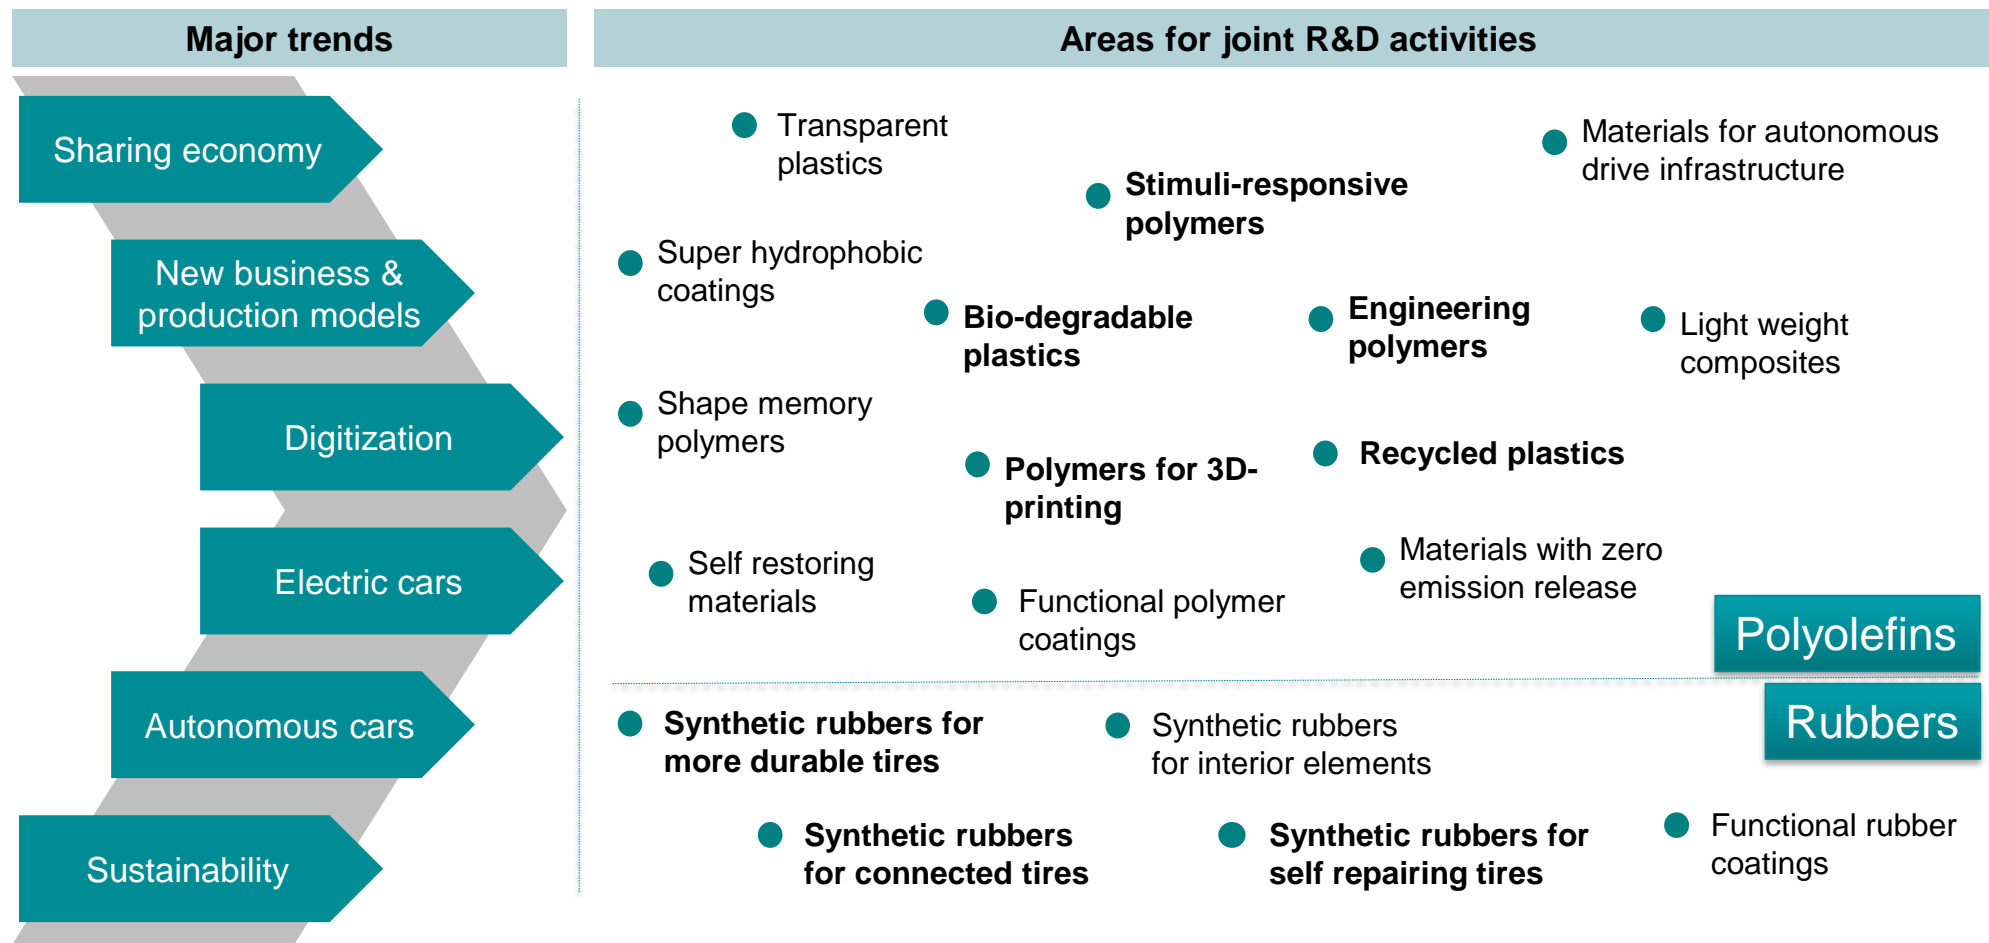 Major trends
Areas for joint R&D activities
Sharing economy
New business &
production models
Digitization
Electric cars
Autonomous cars
Sustainability
Transparent
plastics
Stimuli-responsive
polymers
Materials for autonomous
drive infrastructure
Super hydrophobic
coatings
Bio-degradable
plastics
Engineering
polymers
Light weight
composites
Shape memory
polymers
Polymers for 3D-
printing
Recycled plastics
Self restoring
materials
Functional polymer
coatings
Materials with zero
emission release
Polyolefins
Rubbers
Synthetic rubbers for
more durable tires
Synthetic rubbers
for interior elements
Synthetic rubbers
for connected tires
Synthetic rubbers for
self repairing tires
Functional rubber
coatings